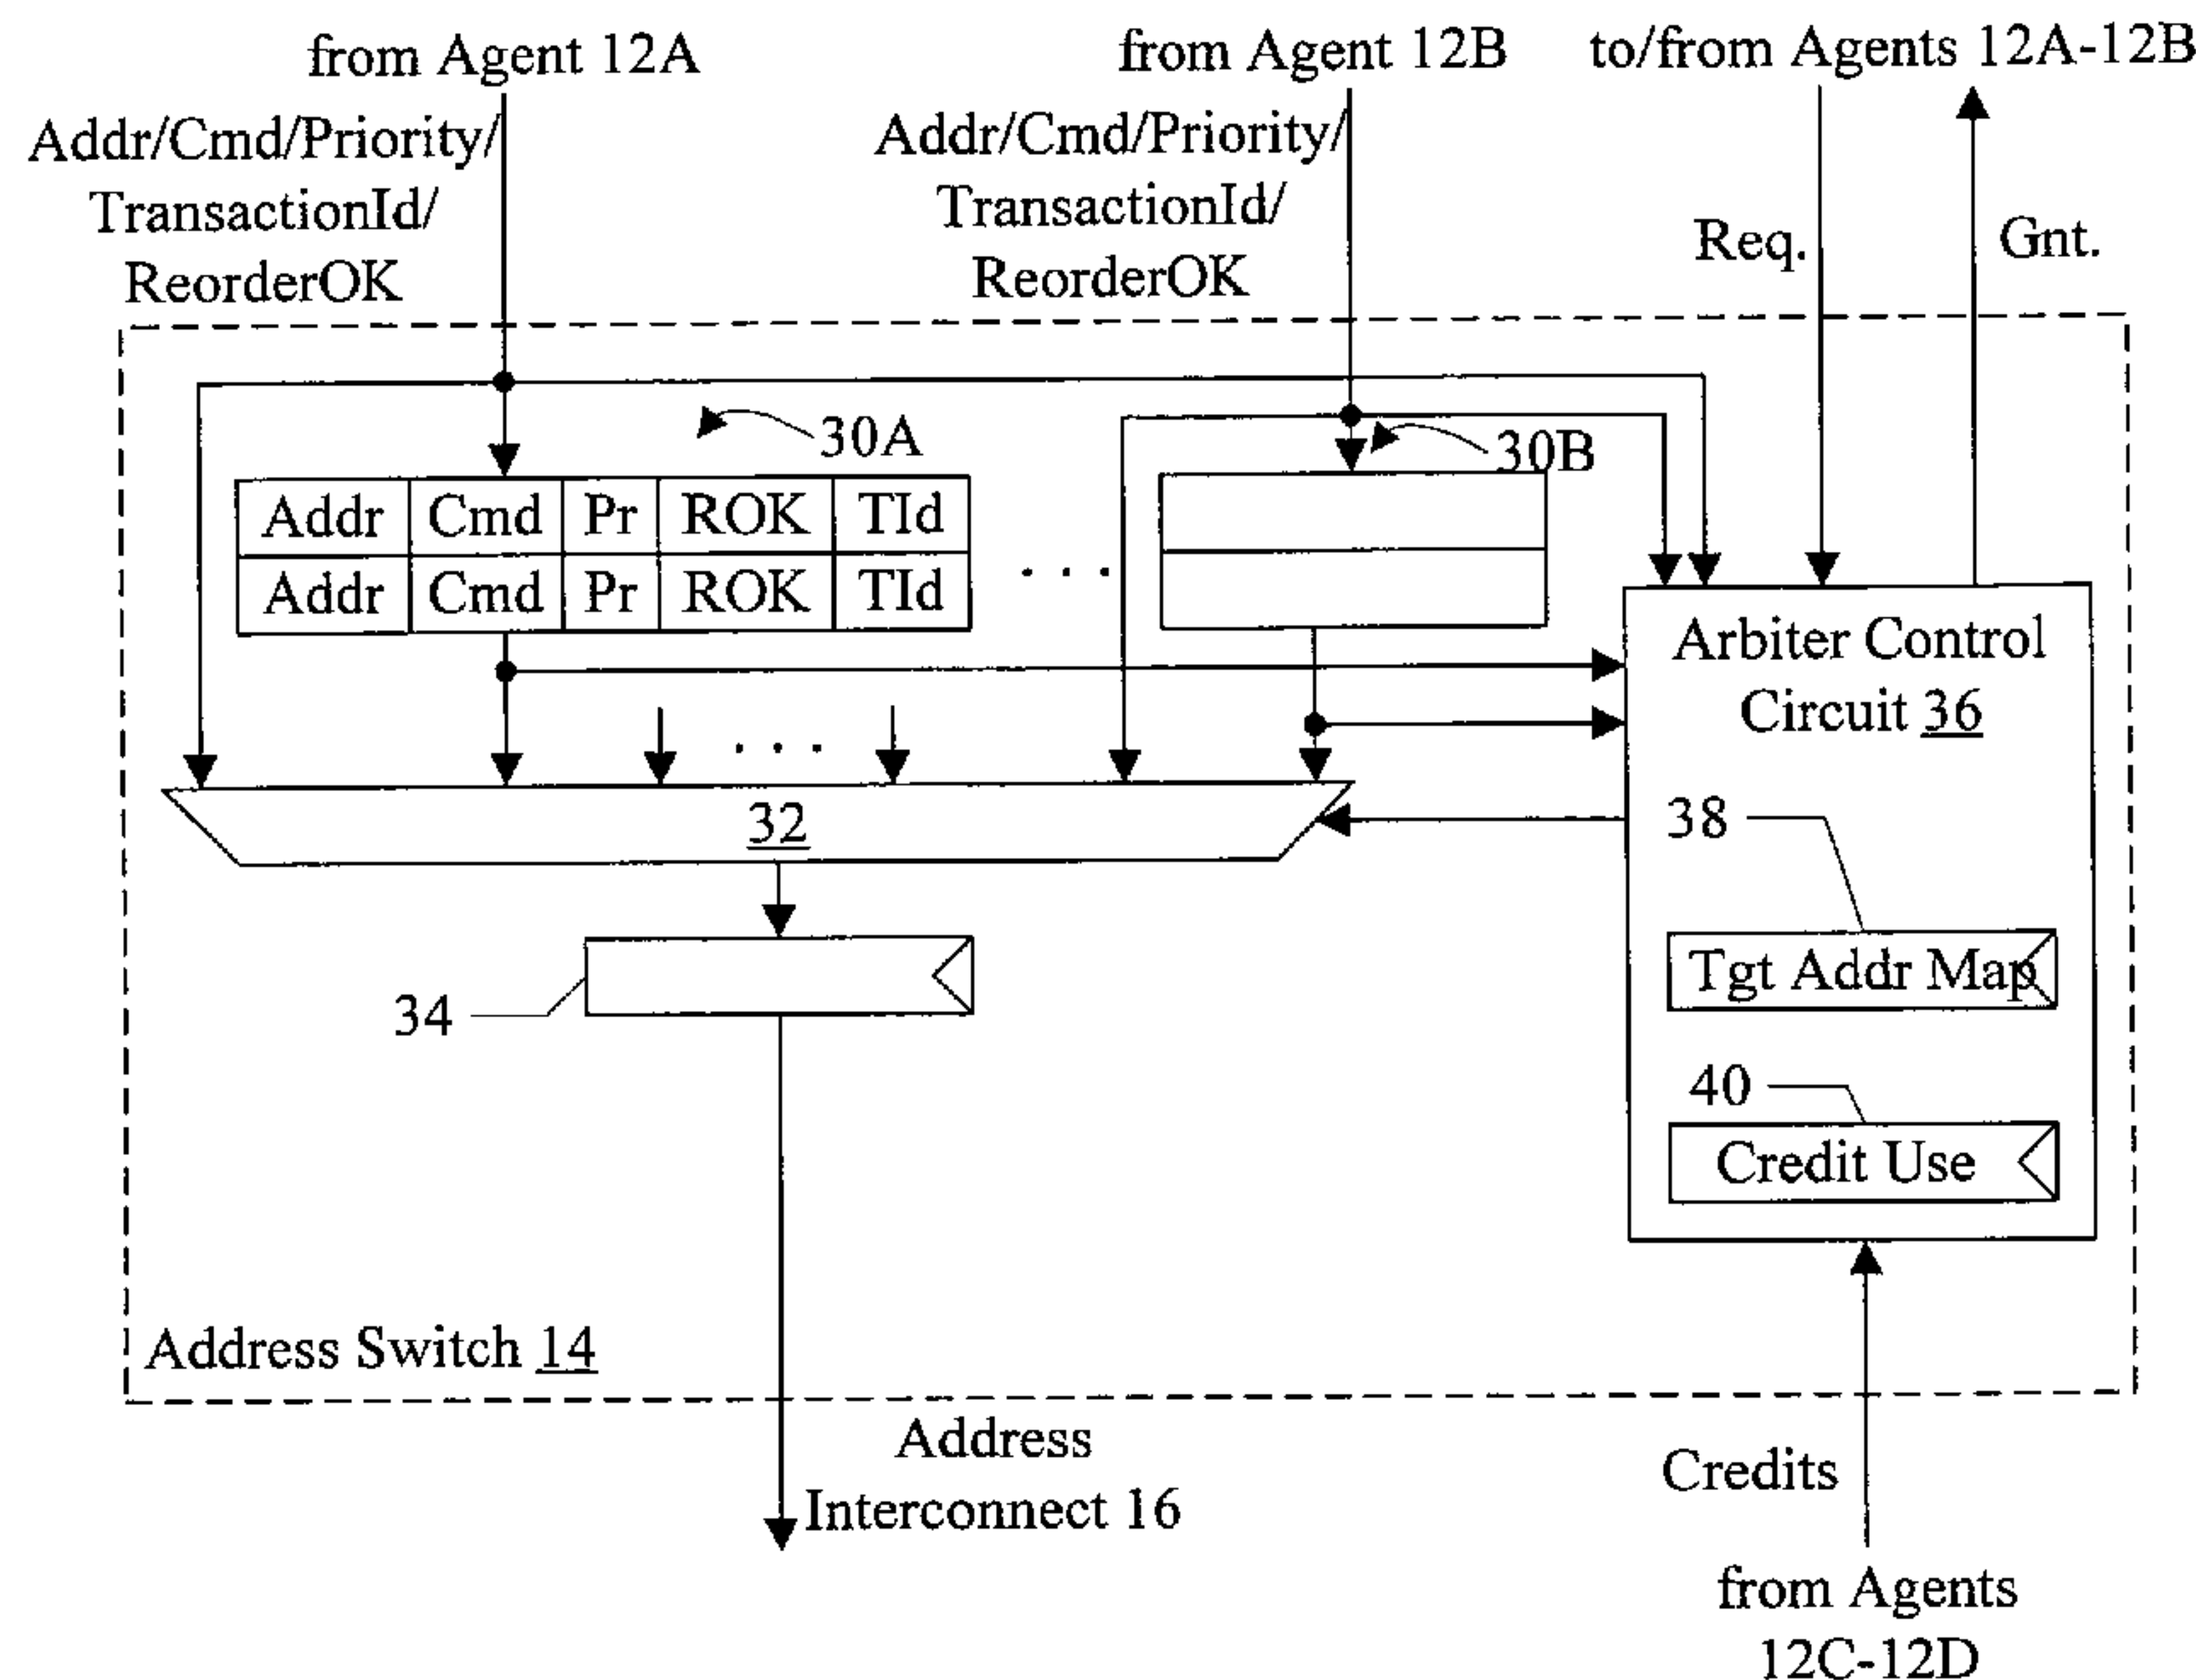 from Agent 12A
from Agent 12B
to/from Agents 12A-12B
Addr/Cmd/Priority/
TransactionId/
ReorderOK
Addr/Cmd/Priority/
TransactionId/
ReorderOK
Req.
Gnt.
30A
30B
Addr Cmd Pr ROK TId
Addr Cmd Pr ROK TId
. . .
Arbiter Control
Circuit 36
. . .
32
38
Tgt Addr Map
34
40
Credit Use
Address Switch 14
Address
Interconnect 16
Credits
from Agents
12C-12D